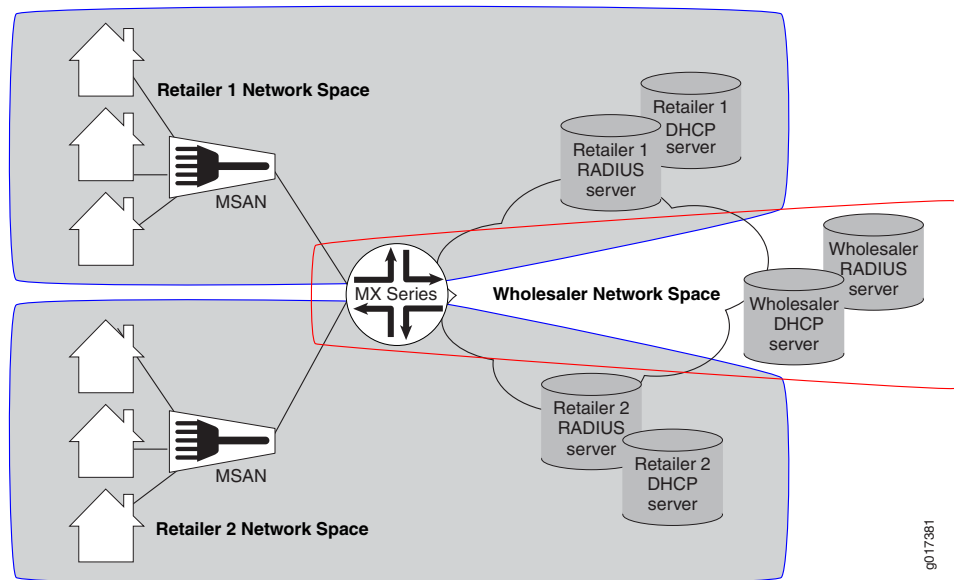 Retailer 1 Network Space
MSAN
Retailer 1
DHCP
server
Retailer 1
RADIUS
server
MX Series
Wholesaler Network Space
Wholesaler
RADIUS
server
Wholesaler
DHCP
server
Retailer 2
RADIUS
server
Retailer 2
DHCP
server
MSAN
Retailer 2 Network Space
g017381